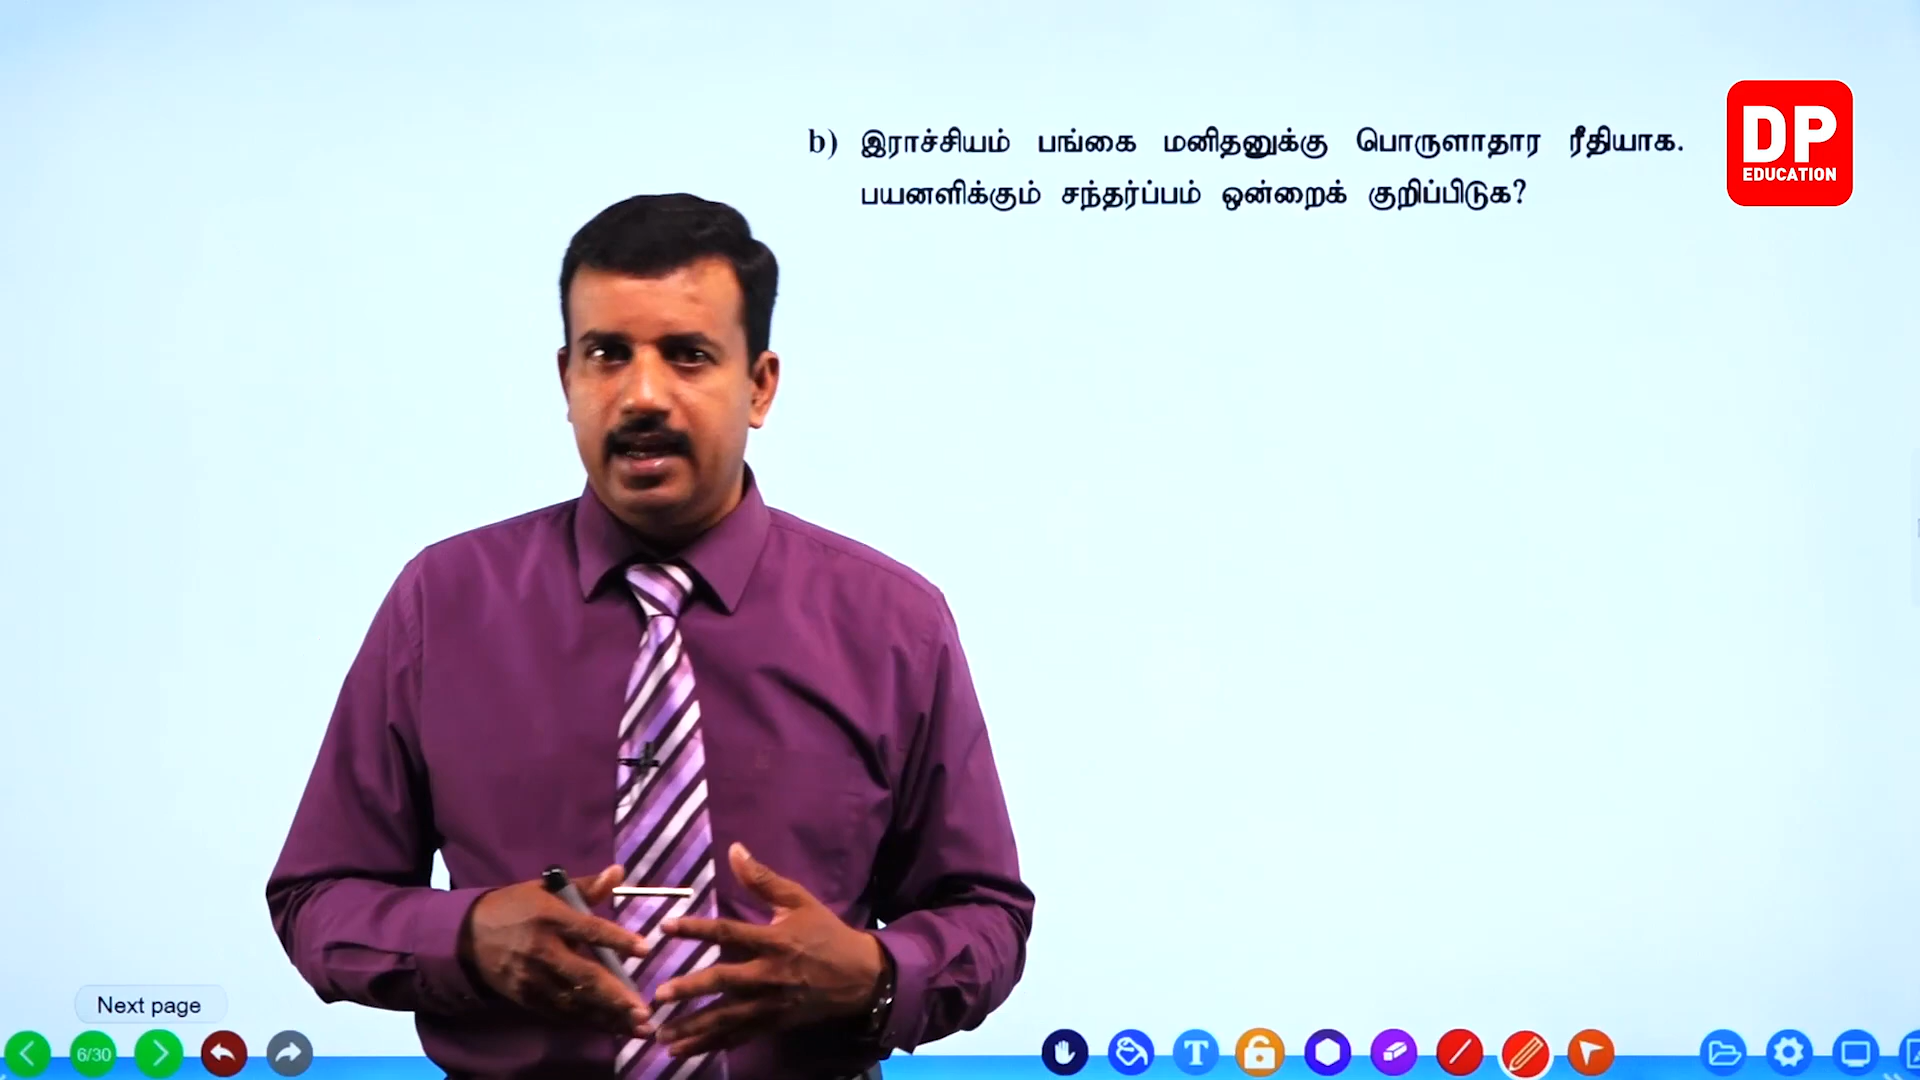 b) இராச்சியம் பங்கை மனிதனுக்கு பொருளாதார ரீதியாக.
பயனளிக்கும் சந்தர்ப்பம் ஒன்றைக் குறிப்பிடுக?
DP
EDUCATION
Next page
6/30
T